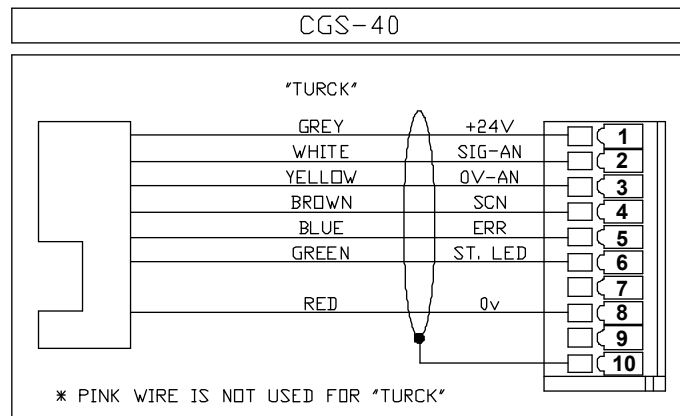 CGS-40
"TURCK"
GREY +24V 1
WHITE SIG-AN 2
YELLOW 0V-AN 3
BROWN SCN 4
BLUE ERR 5
GREEN ST. LED 6
7
RED 0v 8
9
10
* PINK WIRE IS NOT USED FOR "TURCK"